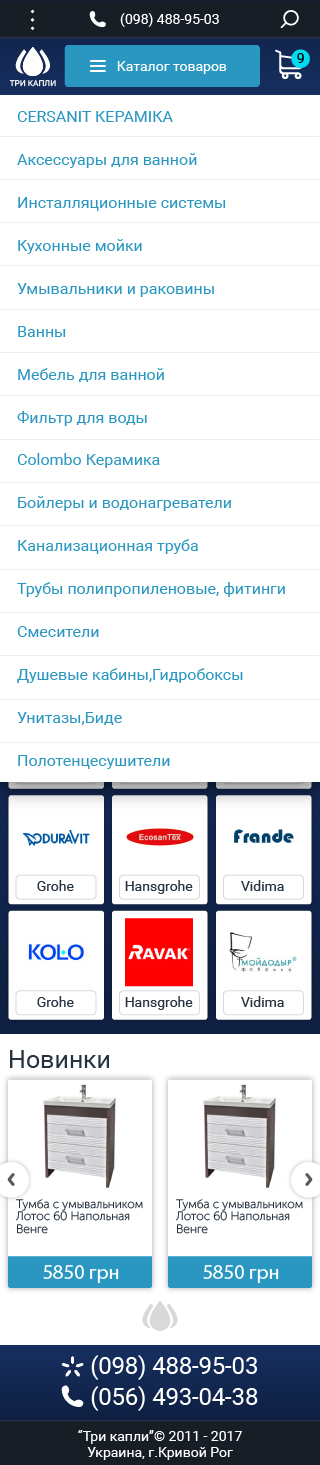 (098) 488-95-03
ТРИ КАПЛИ
Каталог товаров
9
CERSANIT КЕРАМІКА
Аксессуары для ванной
Инсталляционные системы
Кухонные мойки
Умывальники и раковины
Ванны
Мебель для ванной
Фильтр для воды
Colombo Керамика
Бойлеры и водонагреватели
Канализационная труба
Трубы полипропиленовые, фитинги
Смесители
Душевые кабины,Гидробоксы
Унитазы,Биде
Полотенцесушители
DURAVIT
EcosanTex
Frande
Grohe
Hansgrohe
Vidima
KOLO
RAVAK
МОЙДОДЫР
Фабрика
Grohe
Hansgrohe
Vidima
Новинки
Тумба с умывальником
Лотос 60 Напольная
Венге
5850 грн
Тумба с умывальником
Лотос 60 Напольная
Венге
5850 грн
(098) 488-95-03
(056) 493-04-38
“Три капли”© 2011 - 2017
Украина, г.Кривой Рог